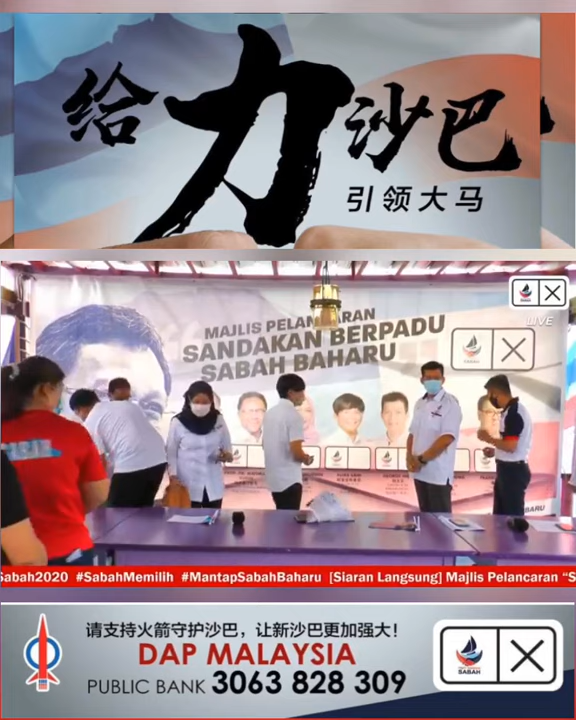 给力沙巴
引领大马
LIVE
MAJLIS PELANCARAN
SANDAKAN BERPADU
SABAH BAHARU
BAHARU
Sabah2020 #SabahMemilih #MantapSabahBaharu [Siaran Langsung] Majlis Pelancaran “S
请支持火箭守护沙巴，让新沙巴更加强大！
DAP MALAYSIA
PUBLIC BANK 3063 828 309
SABAH